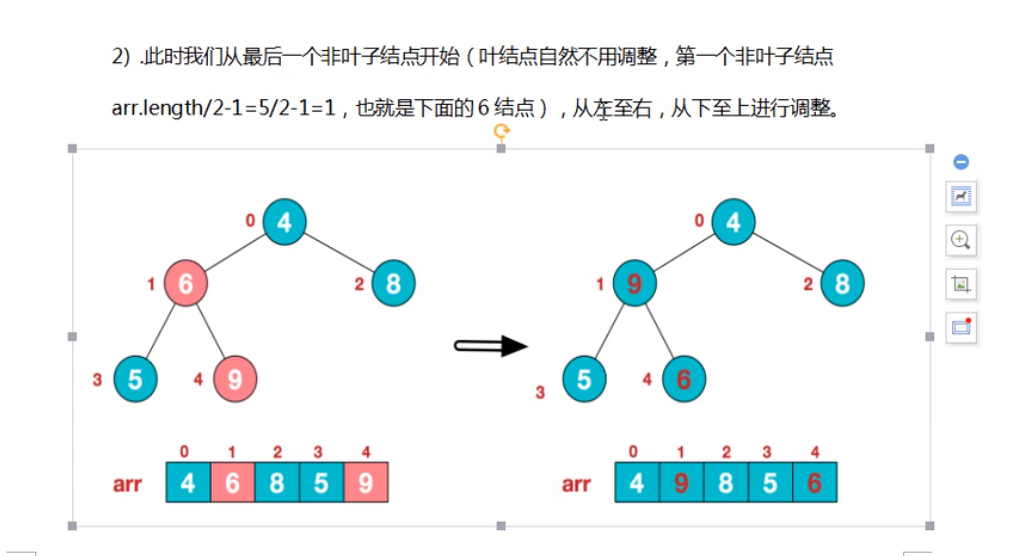 2) .此时我们从最后一个非叶子结点开始（叶结点自然不用调整，第一个非叶子结点
arr.length/2-1=5/2-1=1，也就是下面的6结点），从左至右，从下至上进行调整。
0 4
0 4
1 6
2 8
1 9
2 8
3 5
4 9
3 5
4 6
0 1 2 3 4
arr 4 6 8 5 9
0 1 2 3 4
arr 4 9 8 5 6